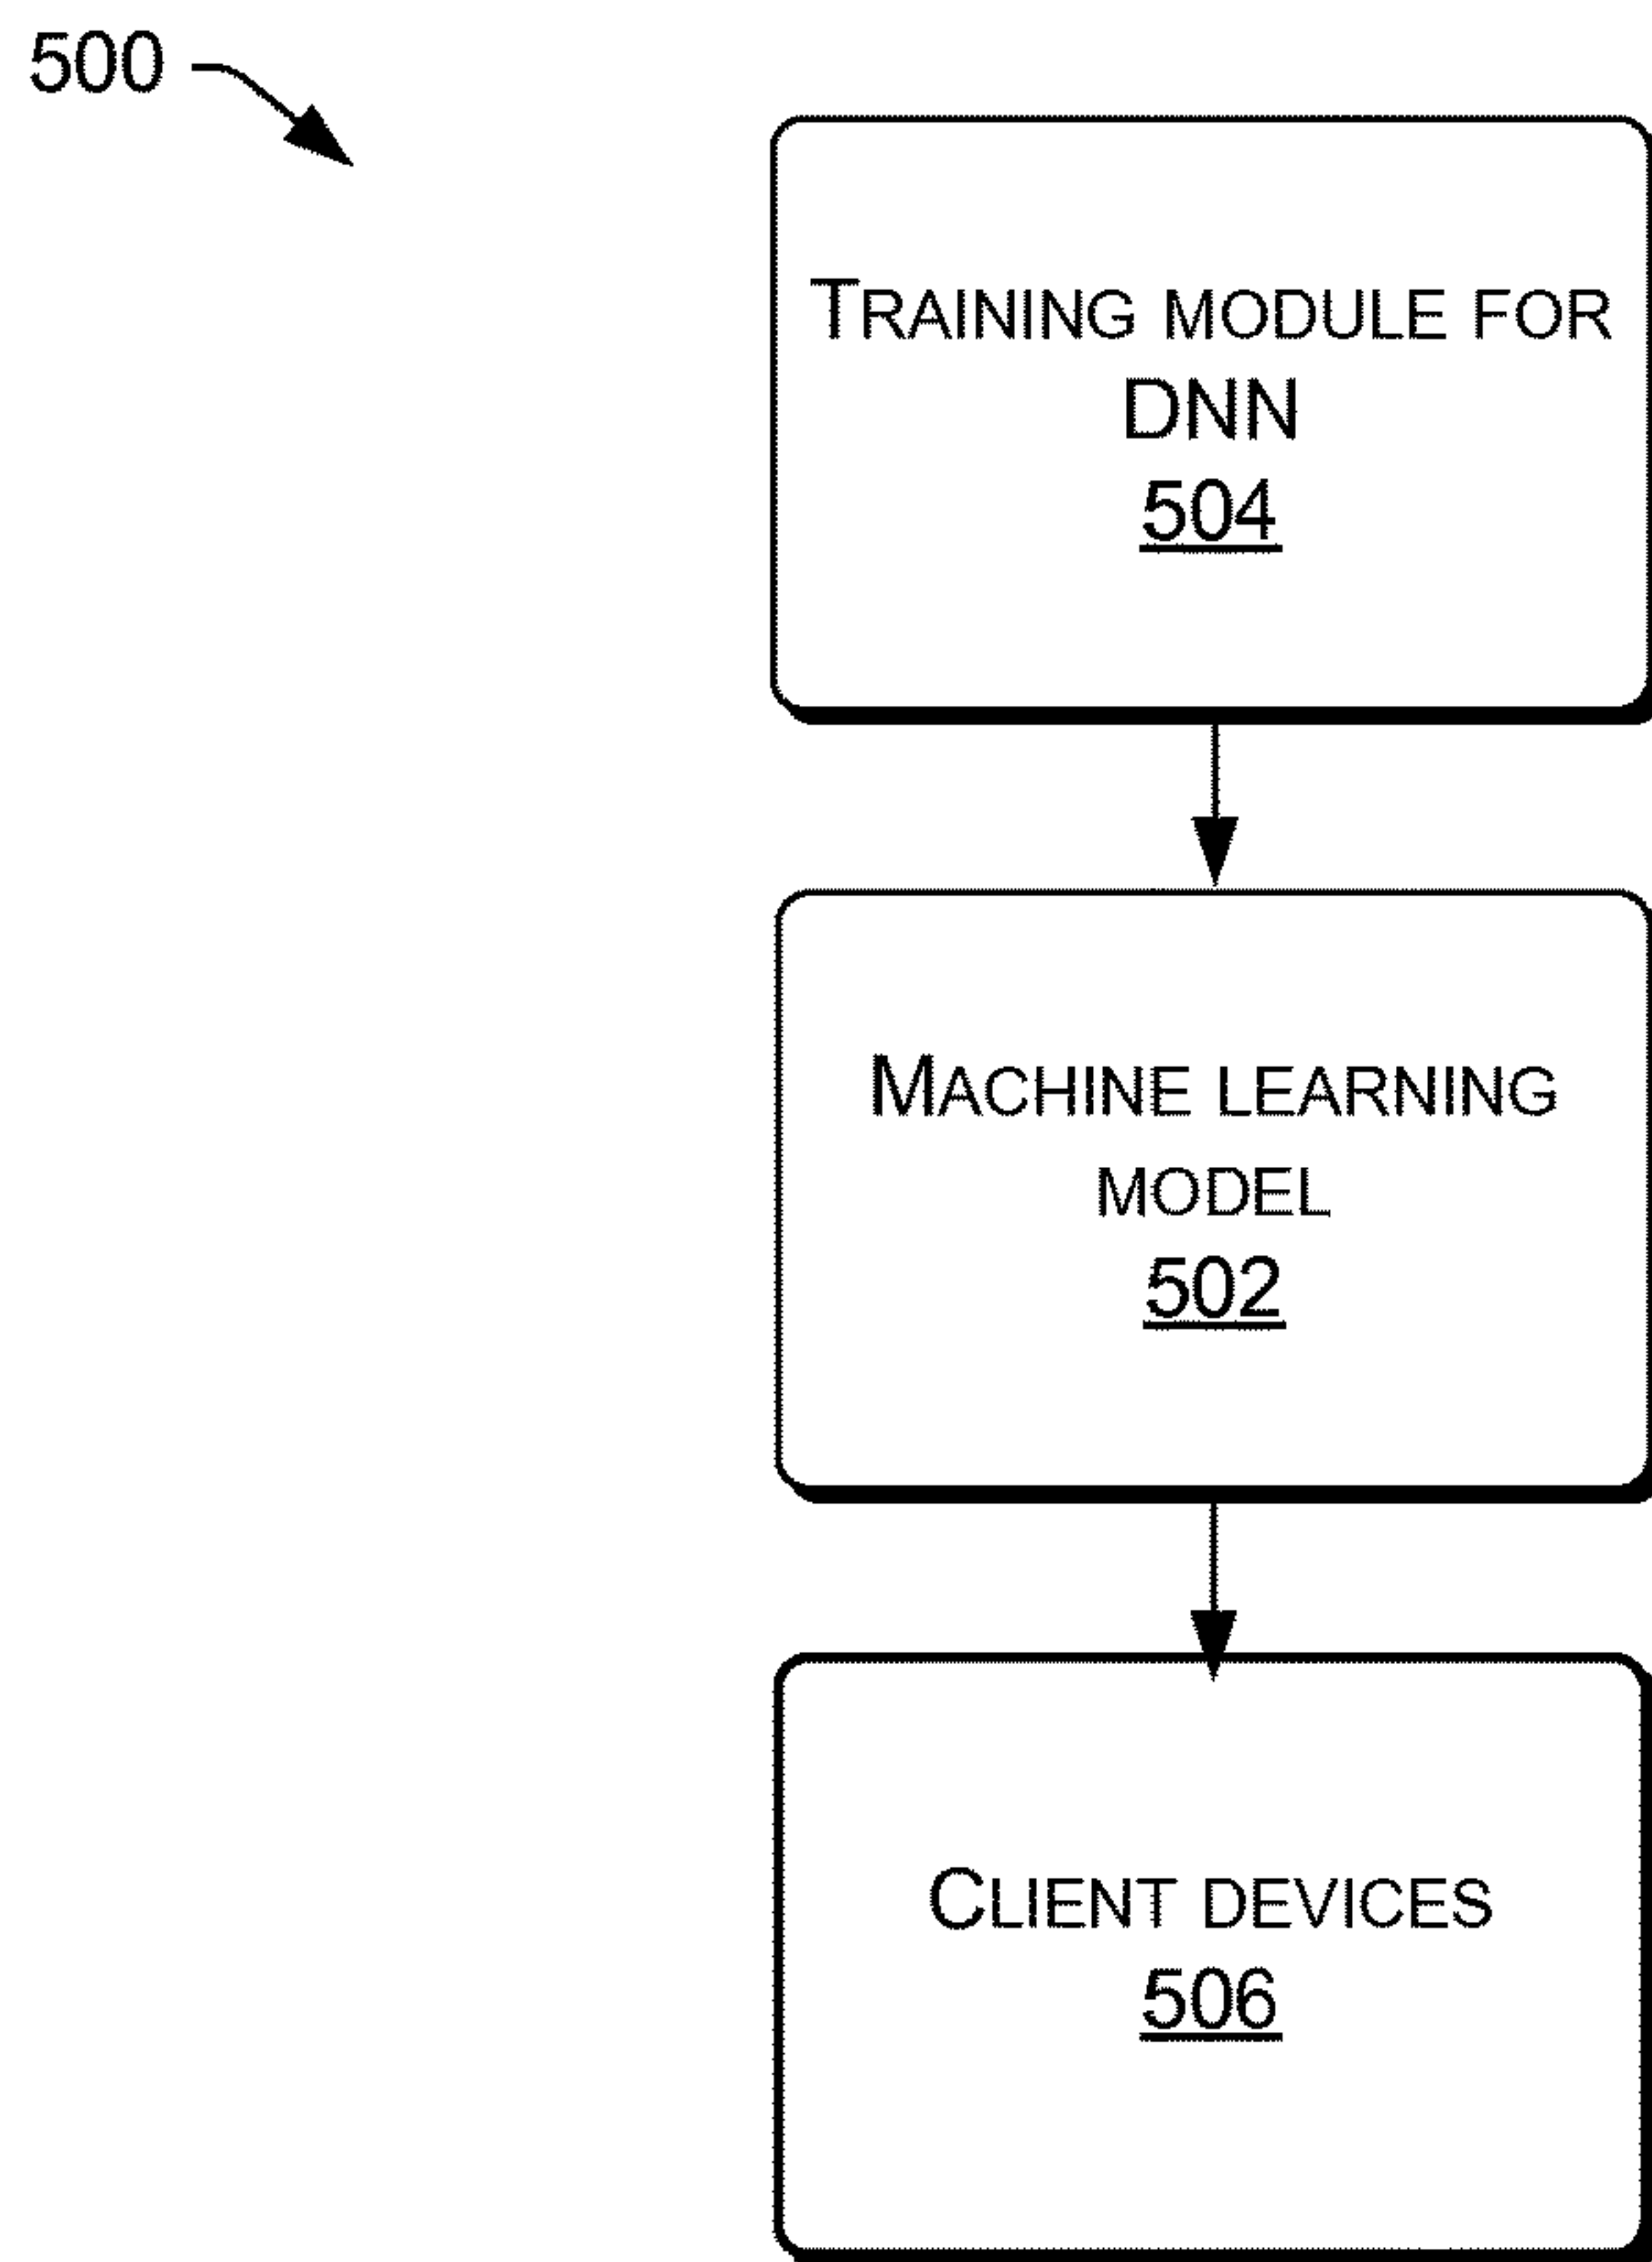 500
TRAINING MODULE FOR
DNN
504
MACHINE LEARNING
MODEL
502
CLIENT DEVICES
506